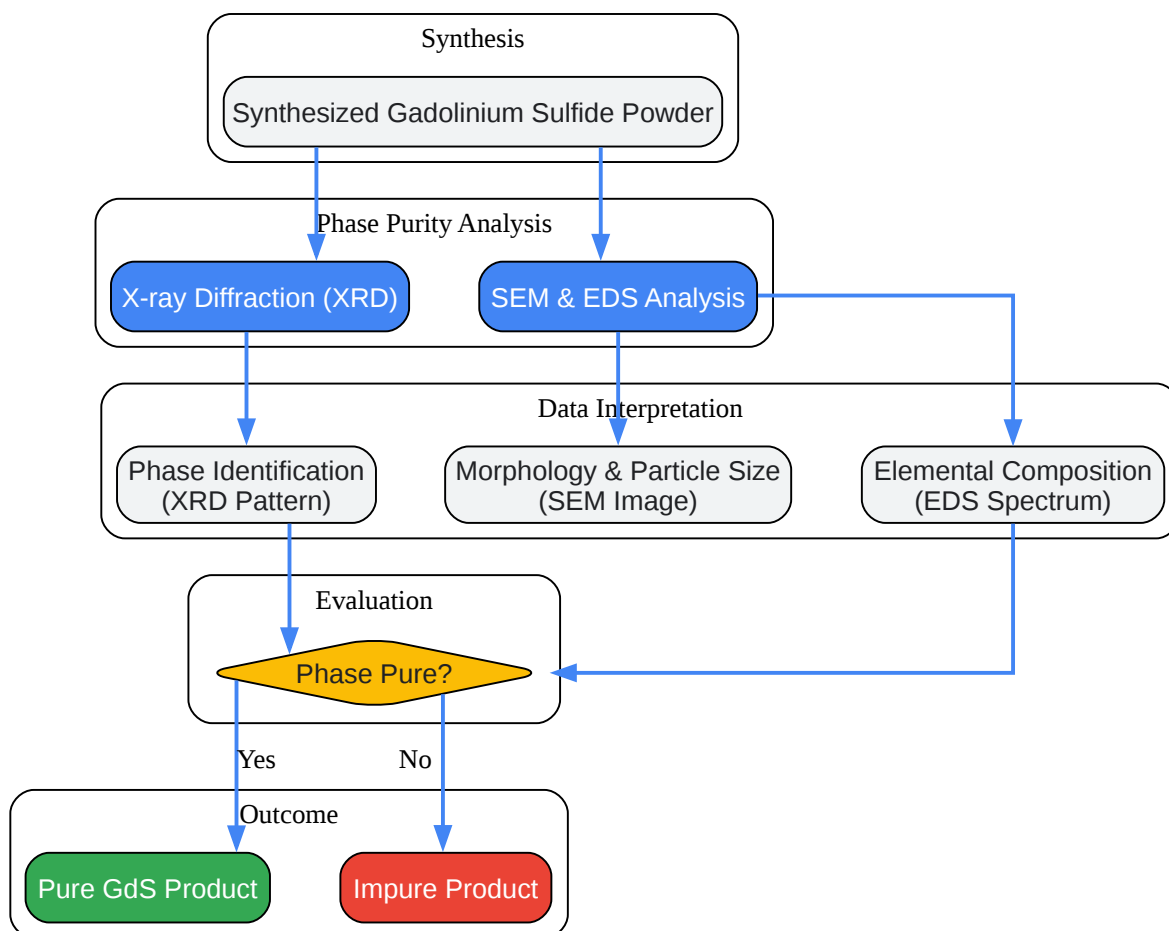 Synthesis
Synthesized Gadolinium Sulfide Powder
Phase Purity Analysis
X-ray Diffraction (XRD)
SEM & EDS Analysis
Data Interpretation
Phase Identification
(XRD Pattern)
Morphology & Particle Size
(SEM Image)
Elemental Composition
(EDS Spectrum)
Evaluation
Phase Pure?
Yes
No
Outcome
Pure GdS Product
Impure Product